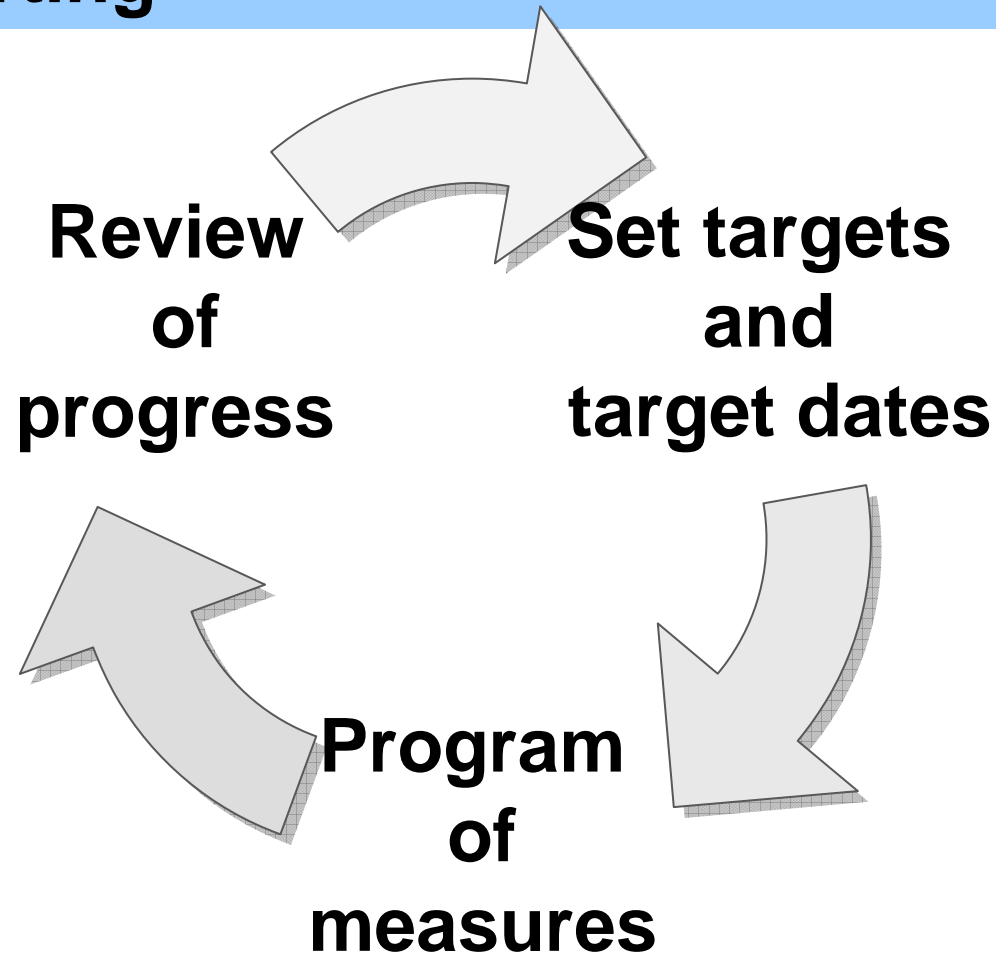 Review
of
progress
Set targets
and
target dates
Program
of
measures